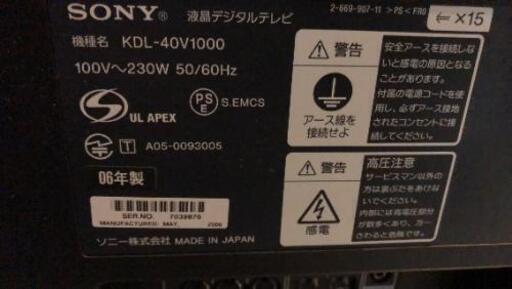 SONY® 液晶デジタルテレビ
2-669-907-11 >PS< FR0
×15
機種名 KDL-40V1000
100V〜230W 50/60Hz
S
UL APEX
PS
E
S.EMCS
T A05-0093005
06年製
SER.NO. 7039876
MANUFACTURED: MAY, 2006
ソニー株式会社 MADE IN JAPAN
警告
アース線を
接続せよ
安全アースを接続しな
いと感電の原因となる
ことがあります。
付属の電源コードを使
用し、必ずアース接地
されたコンセントに接
続してください。
警告
感電
高圧注意
サービスマン以外の
方は裏ぶたをあけな
いでください。
内部には高電圧部分
が数多くあり、万一さ
わると危険です。